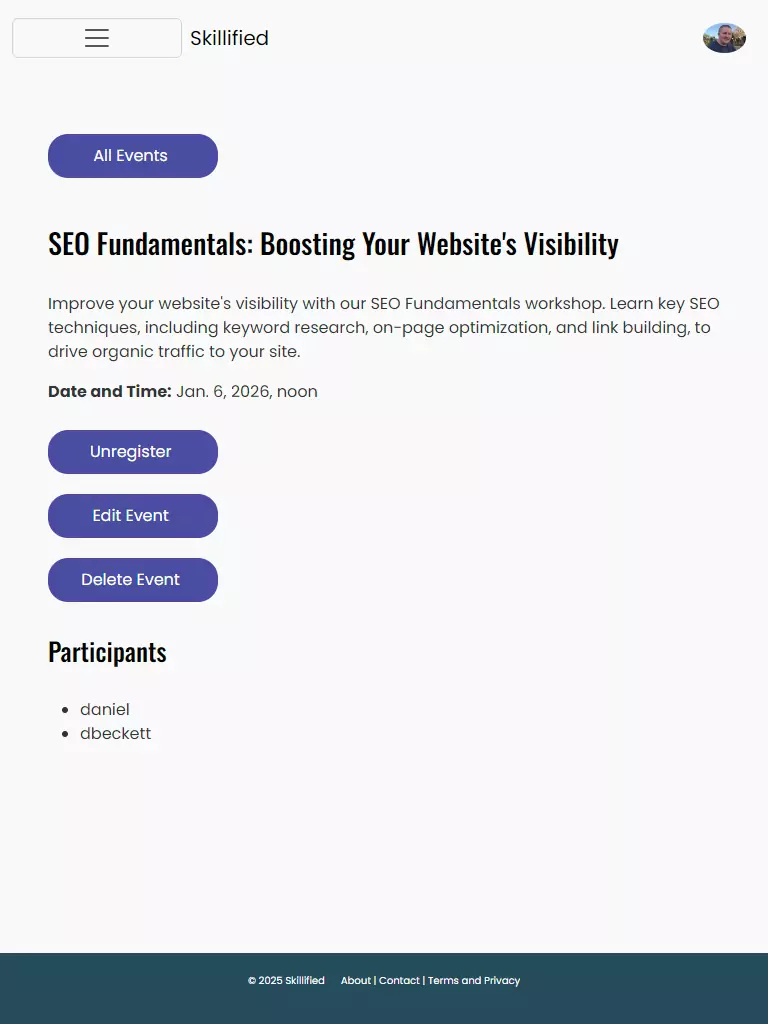 Skillified
All Events
SEO Fundamentals: Boosting Your Website's Visibility
Improve your website's visibility with our SEO Fundamentals workshop. Learn key SEO
techniques, including keyword research, on-page optimization, and link building, to
drive organic traffic to your site.
Date and Time: Jan. 6, 2026, noon
Unregister
Edit Event
Delete Event
Participants
daniel
dbeckett
© 2025 Skillified About | Contact | Terms and Privacy